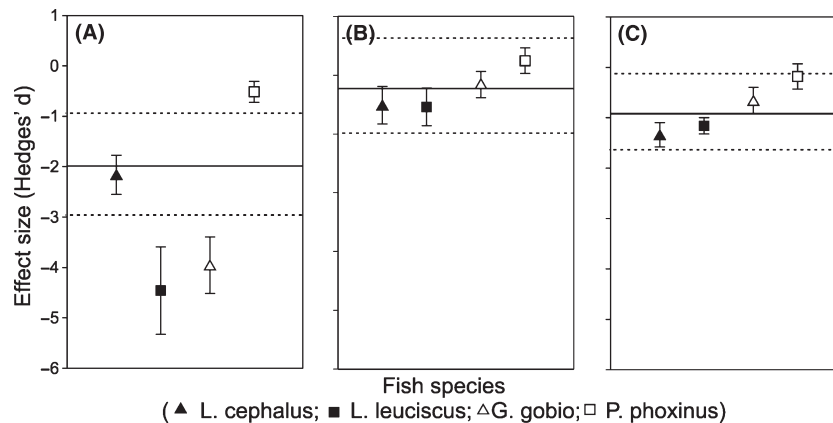 (A) (B) (C)
1
0
−1
−2
−3
−4
−5
−6
Effect size (Hedges' d)
Fish species
( ▲ L. cephalus; ■ L. leuciscus; △G. gobio; □ P. phoxinus)